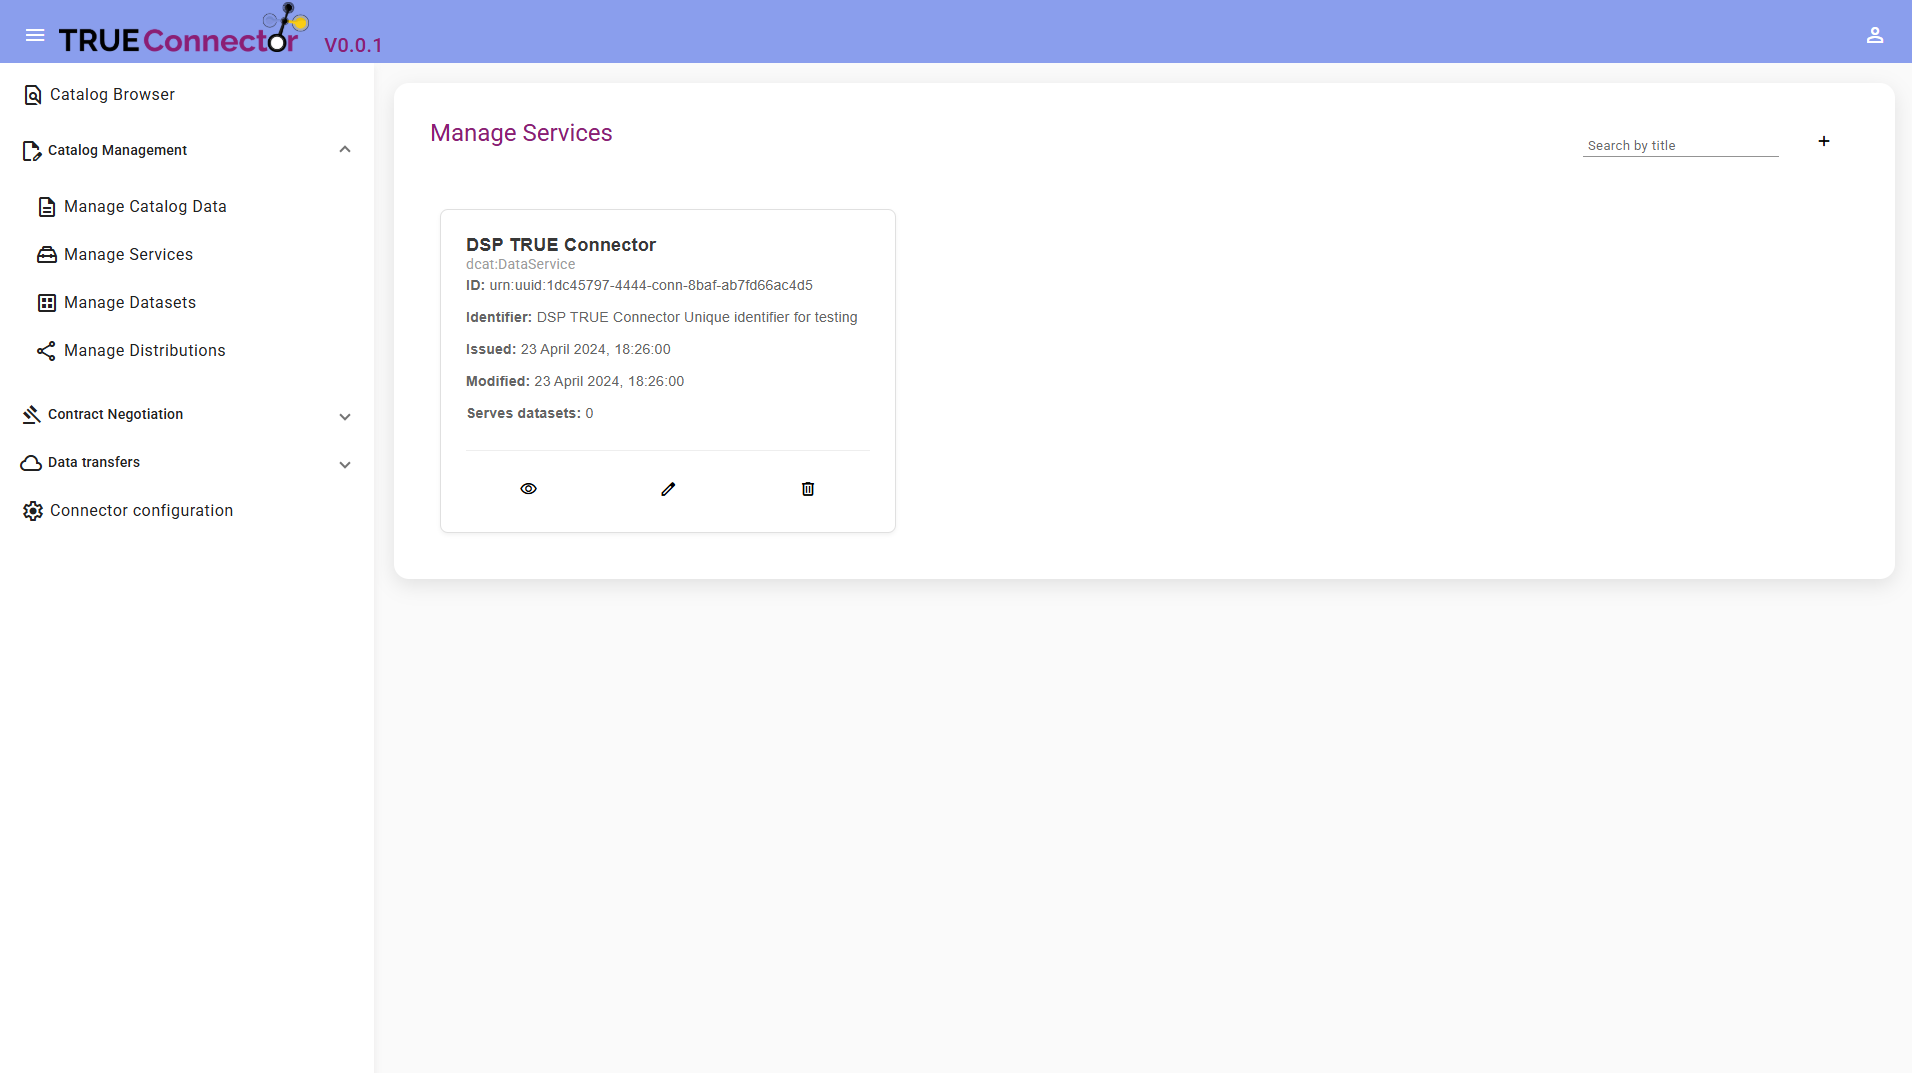 TRUE Connector V0.0.1
Catalog Browser
Catalog Management
Manage Catalog Data
Manage Services
Manage Datasets
Manage Distributions
Contract Negotiation
Data transfers
Connector configuration
Manage Services
Search by title
DSP TRUE Connector
dcat:DataService
ID: urn:uuid:1dc45797-4444-conn-8baf-ab7fd66ac4d5
Identifier: DSP TRUE Connector Unique identifier for testing
Issued: 23 April 2024, 18:26:00
Modified: 23 April 2024, 18:26:00
Serves datasets: 0